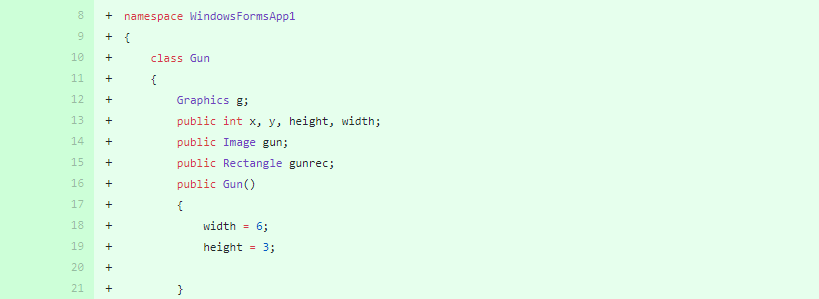 8 + namespace WindowsFormsApp1
9 + {
10 +     class Gun
11 +     {
12 +         Graphics g;
13 +         public int x, y, height, width;
14 +         public Image gun;
15 +         public Rectangle gunrec;
16 +         public Gun()
17 +         {
18 +             width = 6;
19 +             height = 3;
20 +
21 +         }